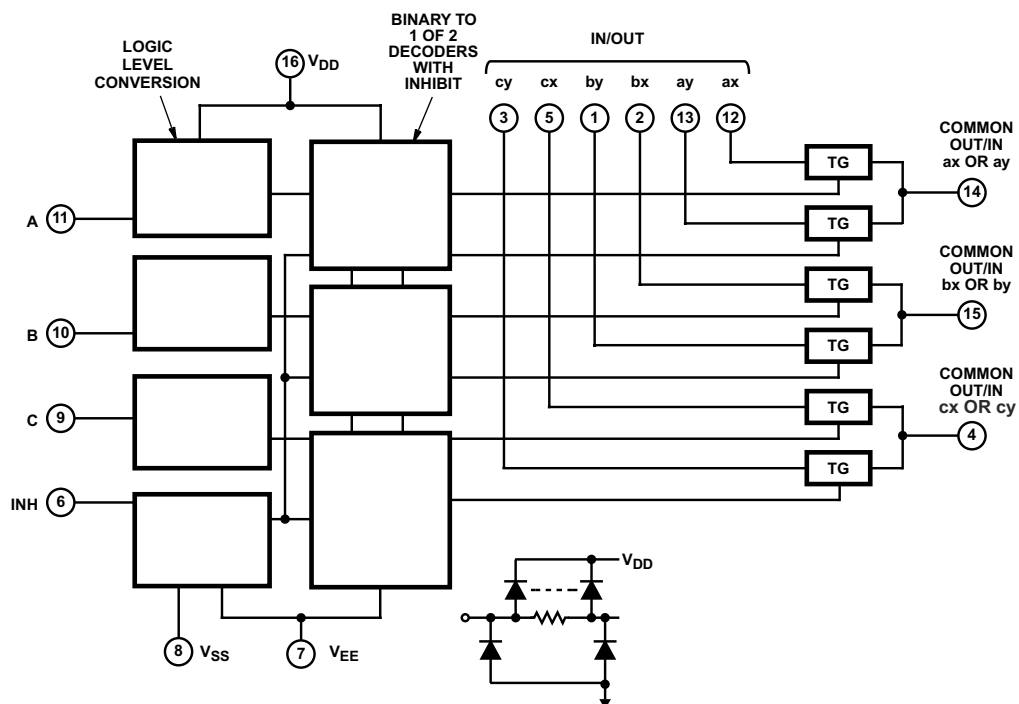 LOGIC
LEVEL
CONVERSION
16 VDD
BINARY TO
1 OF 2
DECODERS
WITH
INHIBIT
IN/OUT
cy cx by bx ay ax
3 5 1 2 13 12
TG
TG
TG
TG
TG
TG
COMMON
OUT/IN
ax OR ay
14
COMMON
OUT/IN
bx OR by
15
COMMON
OUT/IN
cx OR cy
4
A 11
B 10
C 9
INH 6
8 VSS
7 VEE
VDD